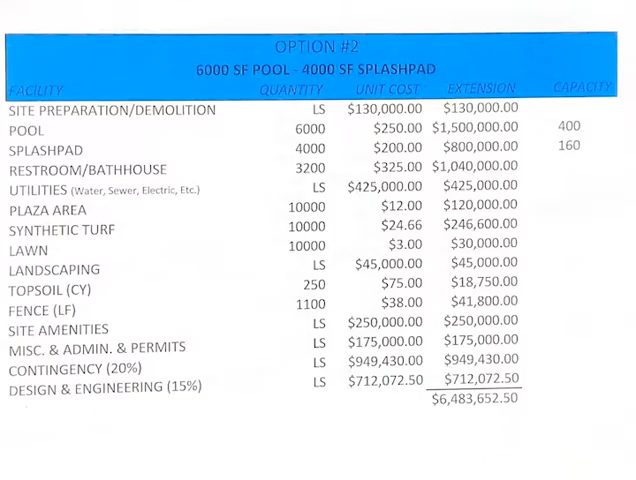 OPTION #2
6000 SF POOL - 4000 SF SPLASHPAD
FACILITY QUANTITY UNIT COST EXTENSION CAPACITY
SITE PREPARATION/DEMOLITION LS $130,000.00 $130,000.00
POOL 6000 $250.00 $1,500,000.00 400
SPLASHPAD 4000 $200.00 $800,000.00 160
RESTROOM/BATHHOUSE 3200 $325.00 $1,040,000.00
UTILITIES (Water, Sewer, Electric, Etc.) LS $425,000.00 $425,000.00
PLAZA AREA 10000 $12.00 $120,000.00
SYNTHETIC TURF 10000 $24.66 $246,600.00
LAWN 10000 $3.00 $30,000.00
LANDSCAPING LS $45,000.00 $45,000.00
TOPSOIL (CY) 250 $75.00 $18,750.00
FENCE (LF) 1100 $38.00 $41,800.00
SITE AMENITIES LS $250,000.00 $250,000.00
MISC. & ADMIN. & PERMITS LS $175,000.00 $175,000.00
CONTINGENCY (20%) LS $949,430.00 $949,430.00
DESIGN & ENGINEERING (15%) LS $712,072.50 $712,072.50
$6,483,652.50